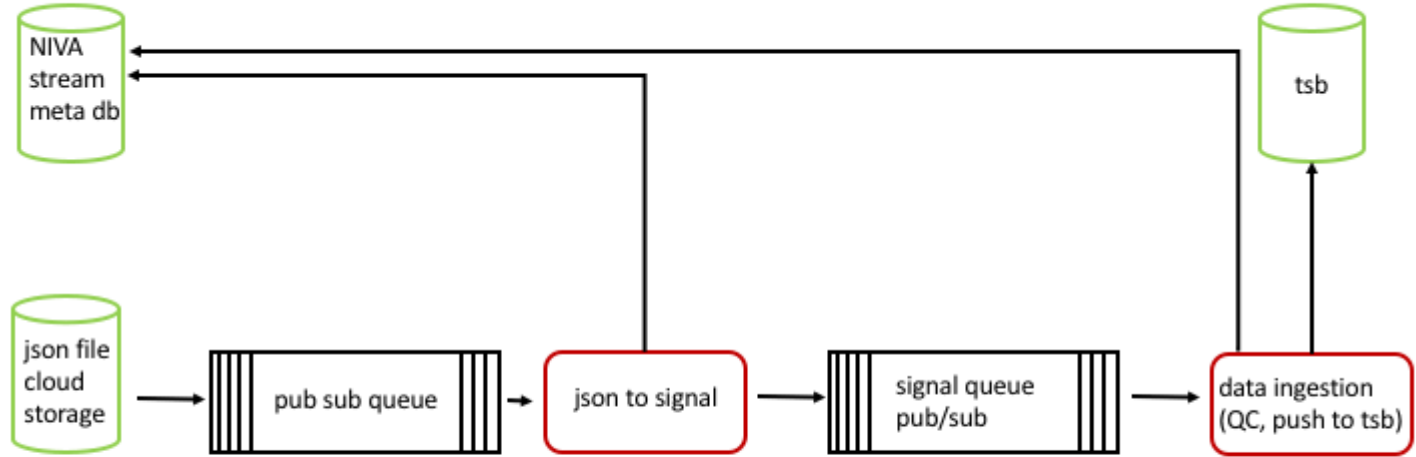 NIVA
stream
meta db
tsb
json file
cloud
storage
pub sub queue
json to signal
signal queue
pub/sub
data ingestion
(QC, push to tsb)